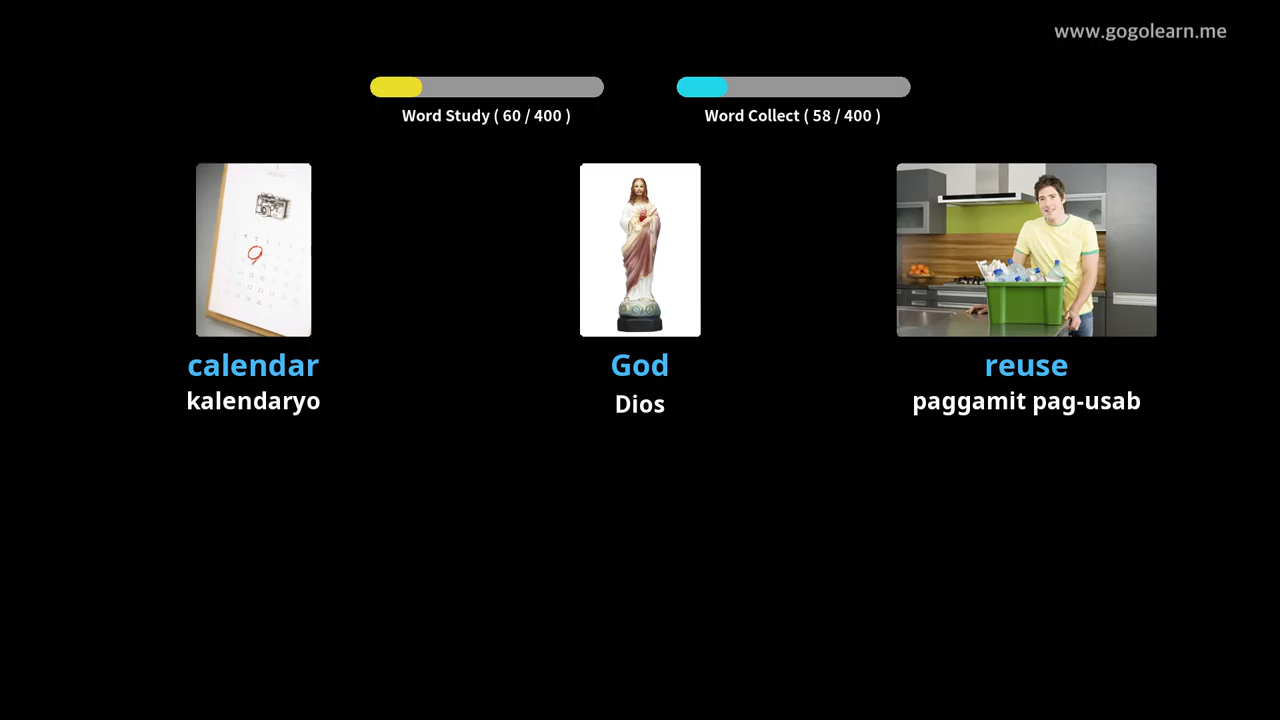 www.gogolearn.me
Word Study ( 60 / 400 )
Word Collect ( 58 / 400 )
calendar
kalendaryo
God
Dios
reuse
paggamit pag-usab